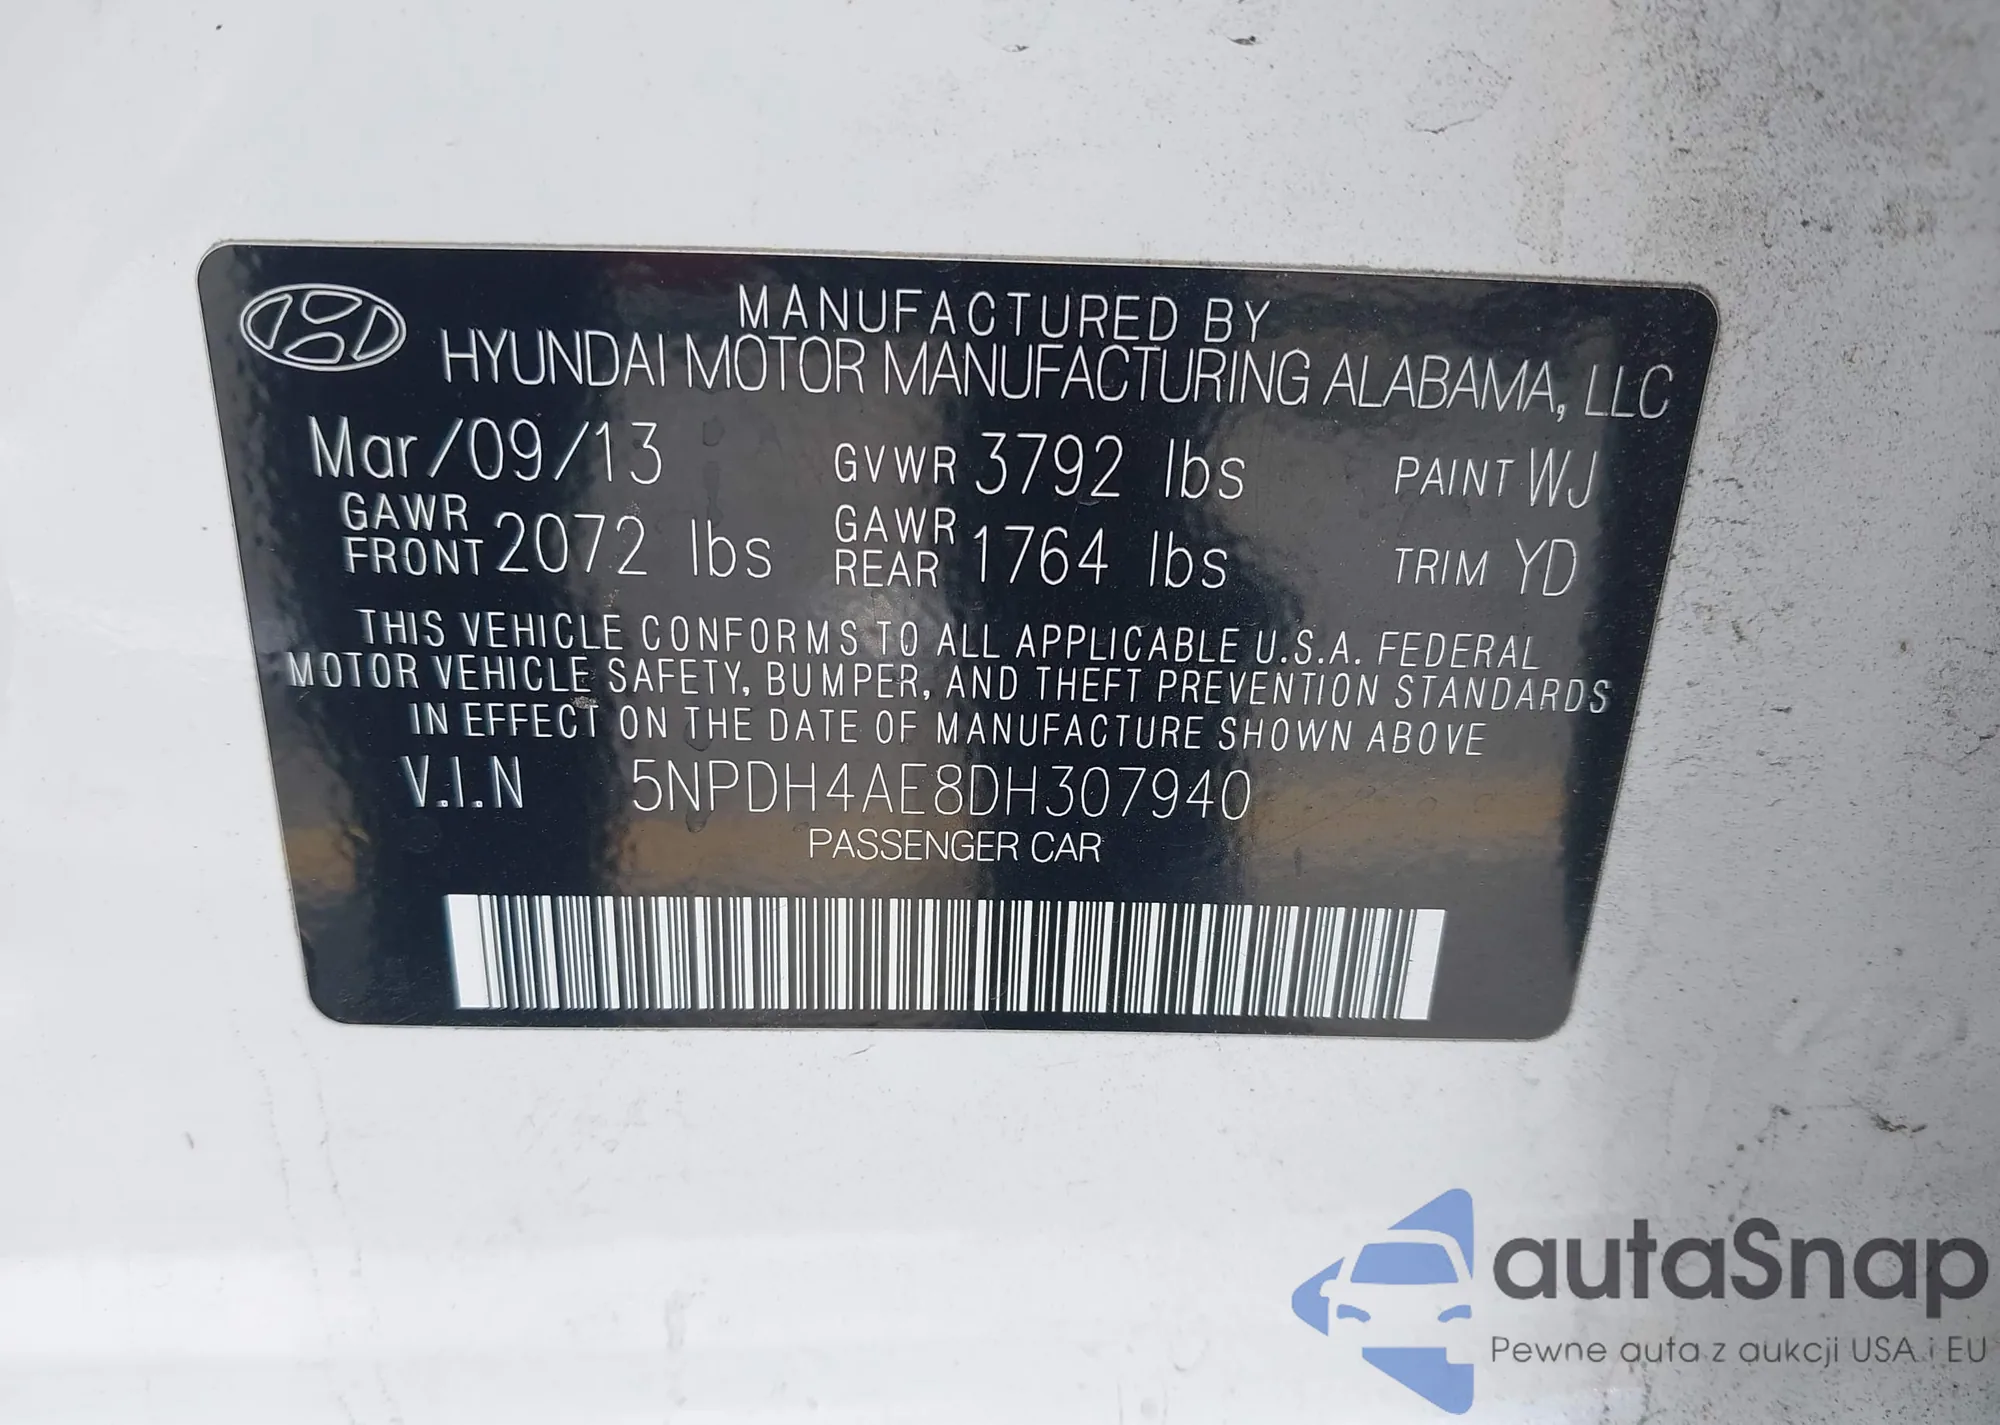 MANUFACTURED BY
HYUNDAI MOTOR MANUFACTURING ALABAMA, LLC
Mar/09/13 GVWR 3792 lbs PAINT WJ
GAWR FRONT 2072 lbs GAWR REAR 1764 lbs TRIM YD
THIS VEHICLE CONFORMS TO ALL APPLICABLE U.S.A. FEDERAL
MOTOR VEHICLE SAFETY, BUMPER, AND THEFT PREVENTION STANDARDS
IN EFFECT ON THE DATE OF MANUFACTURE SHOWN ABOVE
V.I.N 5NPDH4AE8DH307940
PASSENGER CAR
autaSnap
Pewne auta z aukcji USA i EU